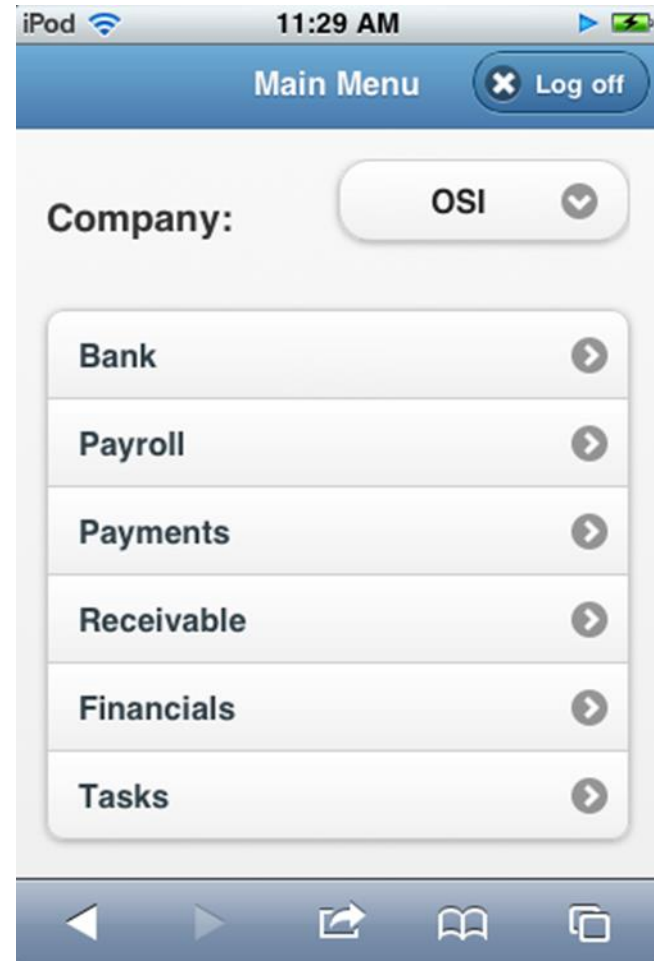 iPod 11:29 AM
Main Menu Log off
Company: OSI
Bank
Payroll
Payments
Receivable
Financials
Tasks